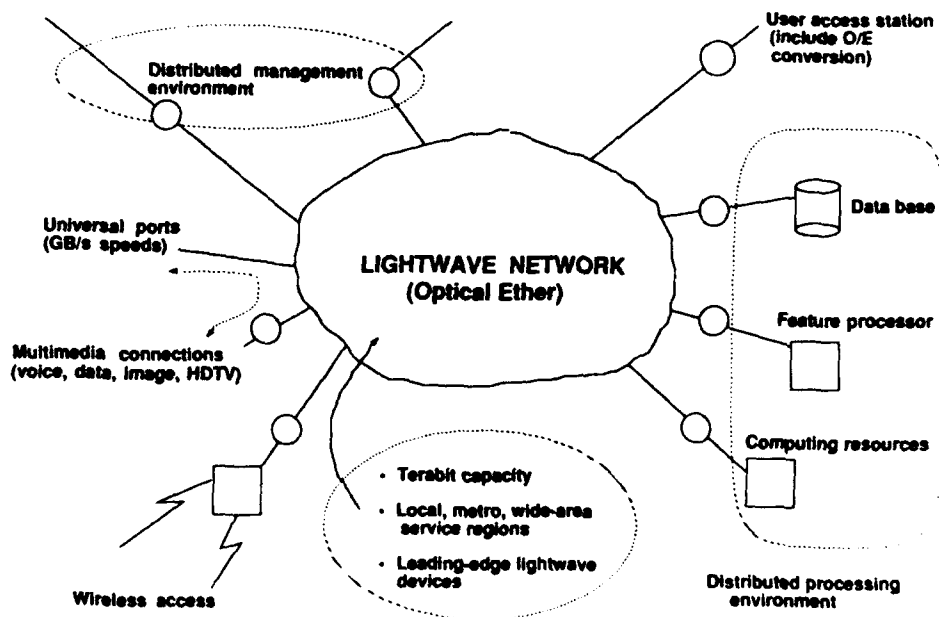 User access station
(include O/E
conversion)
Distributed management
environment
Data base
Universal ports
(GB/s speeds)
LIGHTWAVE NETWORK
(Optical Ether)
Feature processor
Multimedia connections
(voice, data, image, HDTV)
Computing resources
• Terabit capacity
• Local, metro, wide-area
service regions
• Leading-edge lightwave
devices
Wireless access
Distributed processing
environment